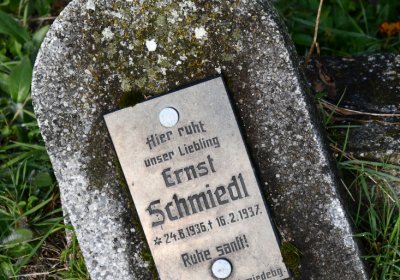 Hier ruht
unser Liebling
Ernst
Schmiedl
*24.8.1936. † 16.2.1937.
Ruhe sanft!